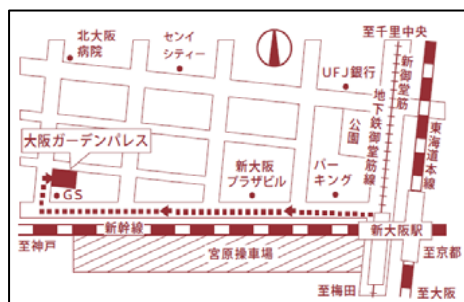 至千里中央
北大阪
病院
センイ
シティー
新御堂筋
UFJ銀行
地下鉄御堂筋線
公園
東海道本線
大阪ガーデンパレス
GS
新大阪
プラザビル
パー
キング
新幹線
新大阪駅
至神戸
宮原操車場
至京都
至梅田
至大阪